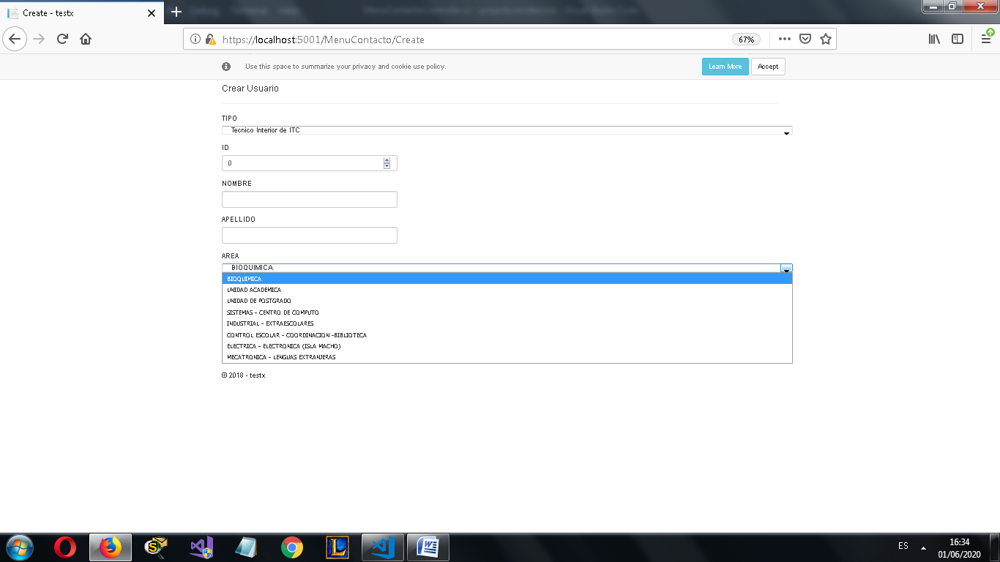 Create - testx
https://localhost:5001/MenuContacto/Create
67%
Use this space to summarize your privacy and cookie use policy.
Learn More
Accept
Crear Usuario
TIPO
Tecnico Interior de ITC
ID
0
NOMBRE
APELLIDO
AREA
BIOQUIMICA
BIOQUIMICA
UNIDAD ACADEMICA
UNIDAD DE POSTGRADO
SISTEMAS - CENTRO DE COMPUTO
INDUSTRIAL - EXTRAESCOLARES
CONTROL ESCOLAR - COORDINACION -BIBLIOTECA
ELECTRICA - ELECTRONICA (ISLA MACHO)
MECATRONICA - LENGUAS EXTRANJERAS
© 2018 - testx
ES
16:34
01/06/2020